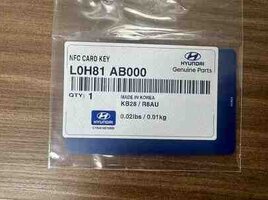 NFC CARD KEY
L0H81 AB000
HYUNDAI
Genuine Parts
QTY: 1
MADE IN KOREA
KB28 / R8AU
0.02lbs / 0.01kg
HYUNDAI